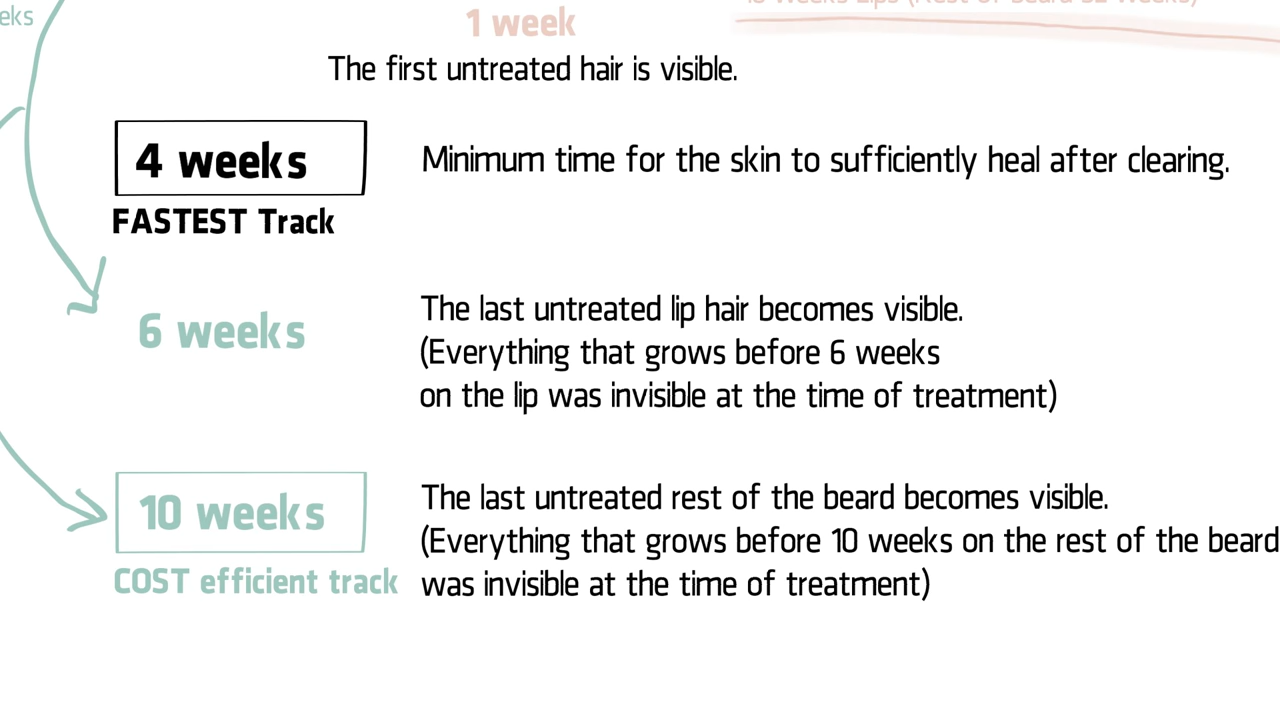 eks
1 week
The first untreated hair is visible.
4 weeks
Minimum time for the skin to sufficiently heal after clearing.
FASTEST Track
6 weeks
The last untreated lip hair becomes visible.
(Everything that grows before 6 weeks
on the lip was invisible at the time of treatment)
10 weeks
The last untreated rest of the beard becomes visible.
(Everything that grows before 10 weeks on the rest of the beard
COST efficient track
was invisible at the time of treatment)